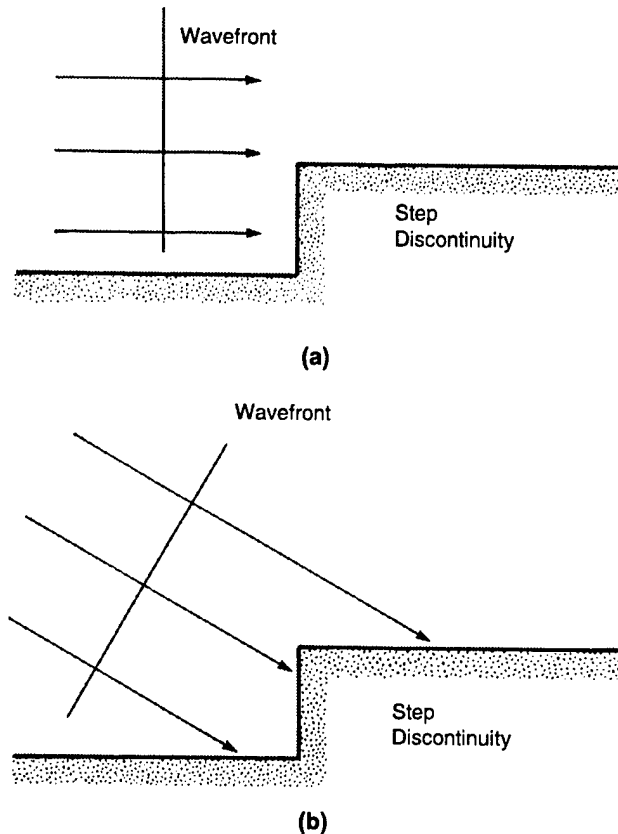 Wavefront
Step
Discontinuity
(a)
Wavefront
Step
Discontinuity
(b)